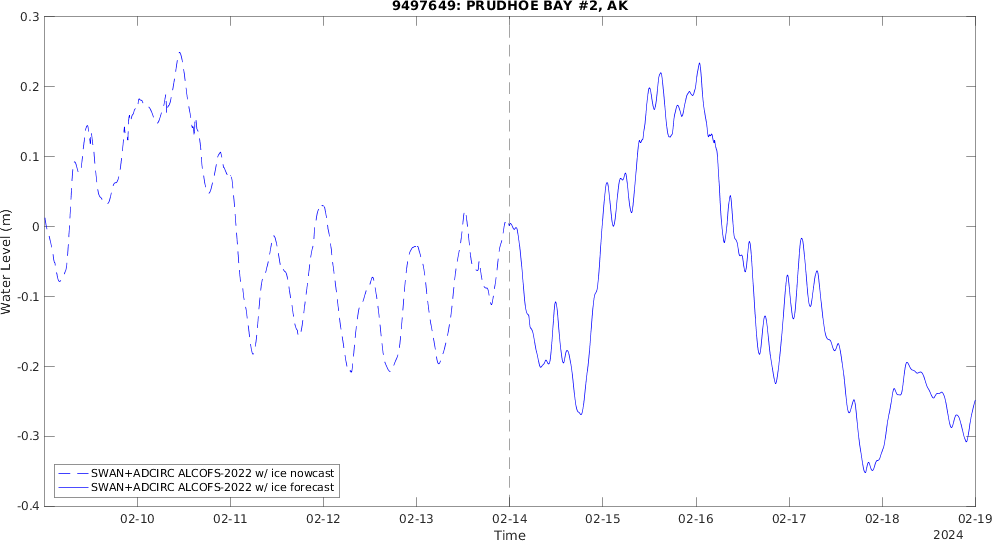 9497649: PRUDHOE BAY #2, AK
Water Level (m)
0.3
0.2
0.1
0
-0.1
-0.2
-0.3
-0.4
SWAN+ADCIRC ALCOFS-2022 w/ ice nowcast
SWAN+ADCIRC ALCOFS-2022 w/ ice forecast
02-10 02-11 02-12 02-13 02-14 02-15 02-16 02-17 02-18 02-19
Time
2024